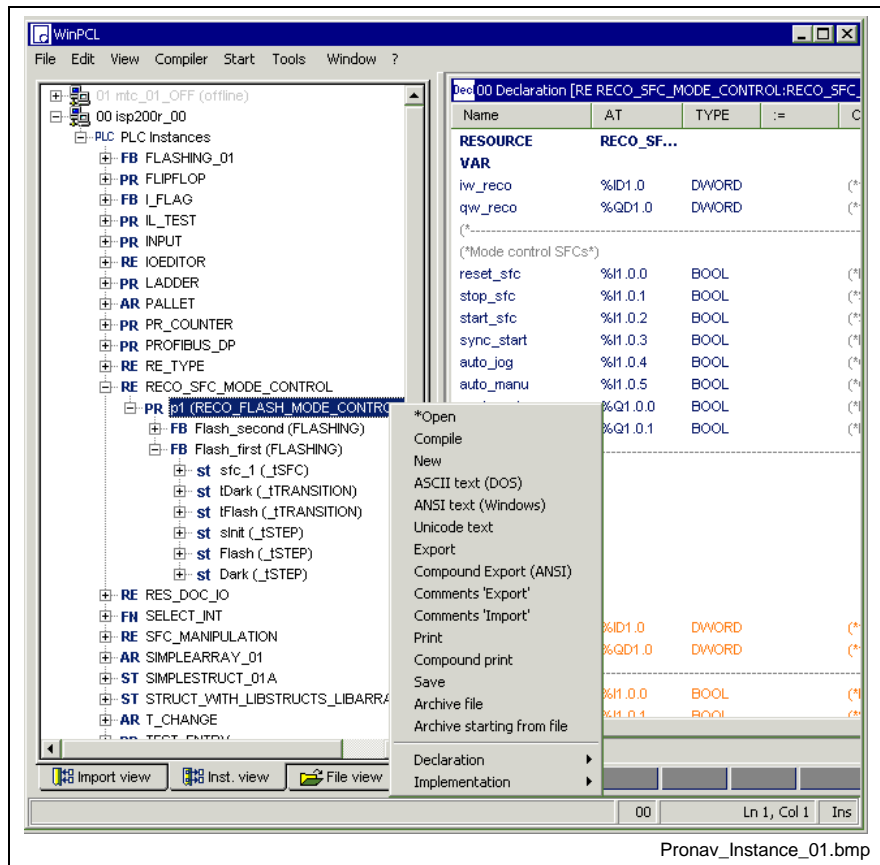 WinPCL
File Edit View Compiler Start Tools Window ?
01 mtc_01_OFF (offline)
00 isp200r_00
PLC PLC Instances
FB FLASHING_01
PR FLIPFLOP
FB I_FLAG
PR IL_TEST
PR INPUT
RE IOEDITOR
PR LADDER
AR PALLET
PR PR_COUNTER
PR PROFIBUS_DP
RE RE_TYPE
RE RECO_SFC_MODE_CONTROL
PR p1 (RECO_FLASH_MODE_CONTRO
FB Flash_second (FLASHING)
FB Flash_first (FLASHING)
st sfc_1 (_tSFC)
st tDark (_tTRANSITION)
st tFlash (_tTRANSITION)
st sInit (_tSTEP)
st Flash (_tSTEP)
st Dark (_tSTEP)
RE RES_DOC_IO
FN SELECT_INT
RE SFC_MANIPULATION
AR SIMPLEARRAY_01
ST SIMPLESTRUCT_01A
ST STRUCT_WITH_LIBSTRUCTS_LIBARRA
AR T_CHANGE
Import view Inst. view File view
Decl 00 Declaration [RE RECO_SFC_MODE_CONTROL:RECO_SFC_
Name AT TYPE := C
RESOURCE RECO_SF...
VAR
iw_reco %ID1.0 DWORD (*
qw_reco %QD1.0 DWORD (*
(*--------------------
(*Mode control SFCs*)
reset_sfc %I1.0.0 BOOL (*
stop_sfc %I1.0.1 BOOL (*
start_sfc %I1.0.2 BOOL (*
sync_start %I1.0.3 BOOL (*
auto_jog %I1.0.4 BOOL (*
auto_manu %I1.0.5 BOOL (*
%Q1.0.0 BOOL (*
%Q1.0.1 BOOL (*
%ID1.0 DWORD (*
%QD1.0 DWORD (*
%I1.0.0 BOOL (*
%I1.0.1 BOOL (*
*Open
Compile
New
ASCII text (DOS)
ANSI text (Windows)
Unicode text
Export
Compound Export (ANSI)
Comments 'Export'
Comments 'Import'
Print
Compound print
Save
Archive file
Archive starting from file
Declaration
Implementation
00 Ln 1, Col 1 Ins
Pronav_Instance_01.bmp